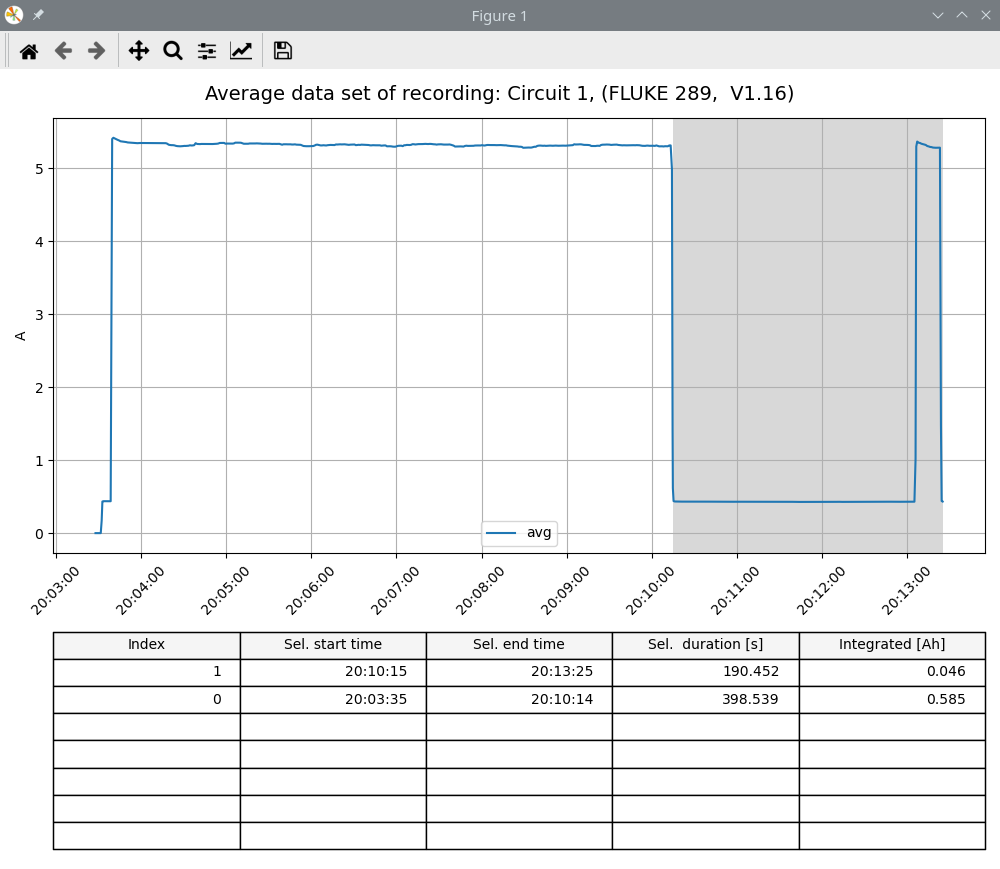 Figure 1
Average data set of recording: Circuit 1, (FLUKE 289,  V1.16)
5
4
3
2
1
0
A
avg
20:03:00 20:04:00 20:05:00 20:06:00 20:07:00 20:08:00 20:09:00 20:10:00 20:11:00 20:12:00 20:13:00
Index Sel. start time Sel. end time Sel.  duration [s] Integrated [Ah]
1 20:10:15 20:13:25 190.452 0.046
0 20:03:35 20:10:14 398.539 0.585